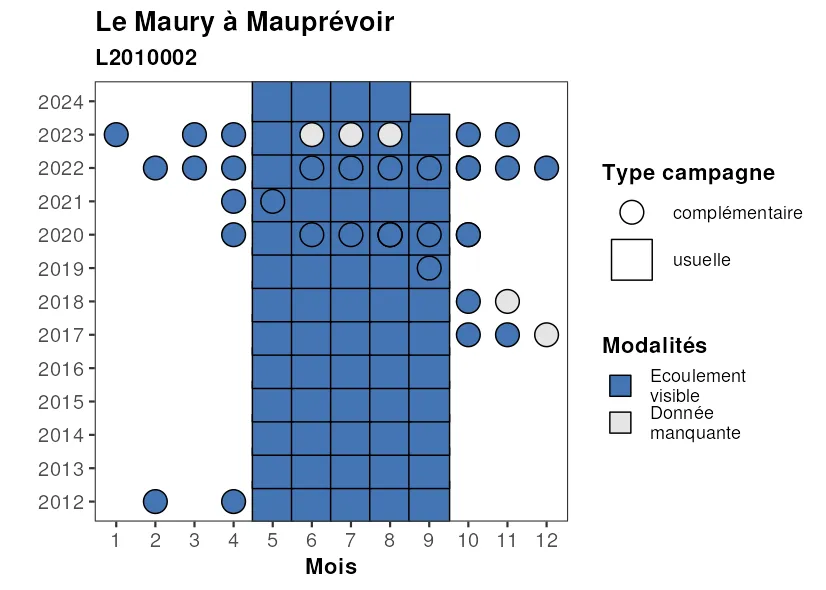 Le Maury à Mauprévoir
L2010002
2024
2023
2022
2021
2020
2019
2018
2017
2016
2015
2014
2013
2012
1 2 3 4 5 6 7 8 9 10 11 12
Mois
Type campagne
complémentaire
usuelle
Modalités
Ecoulement
visible
Donnée
manquante